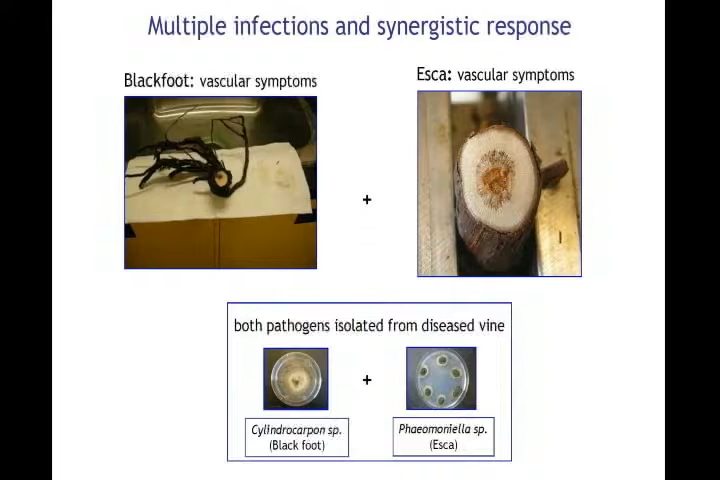 Multiple infections and synergistic response
Blackfoot: vascular symptoms
Esca: vascular symptoms
+
both pathogens isolated from diseased vine
+
Cylindrocarpon sp.
(Black foot)
Phaeomoniella sp.
(Esca)